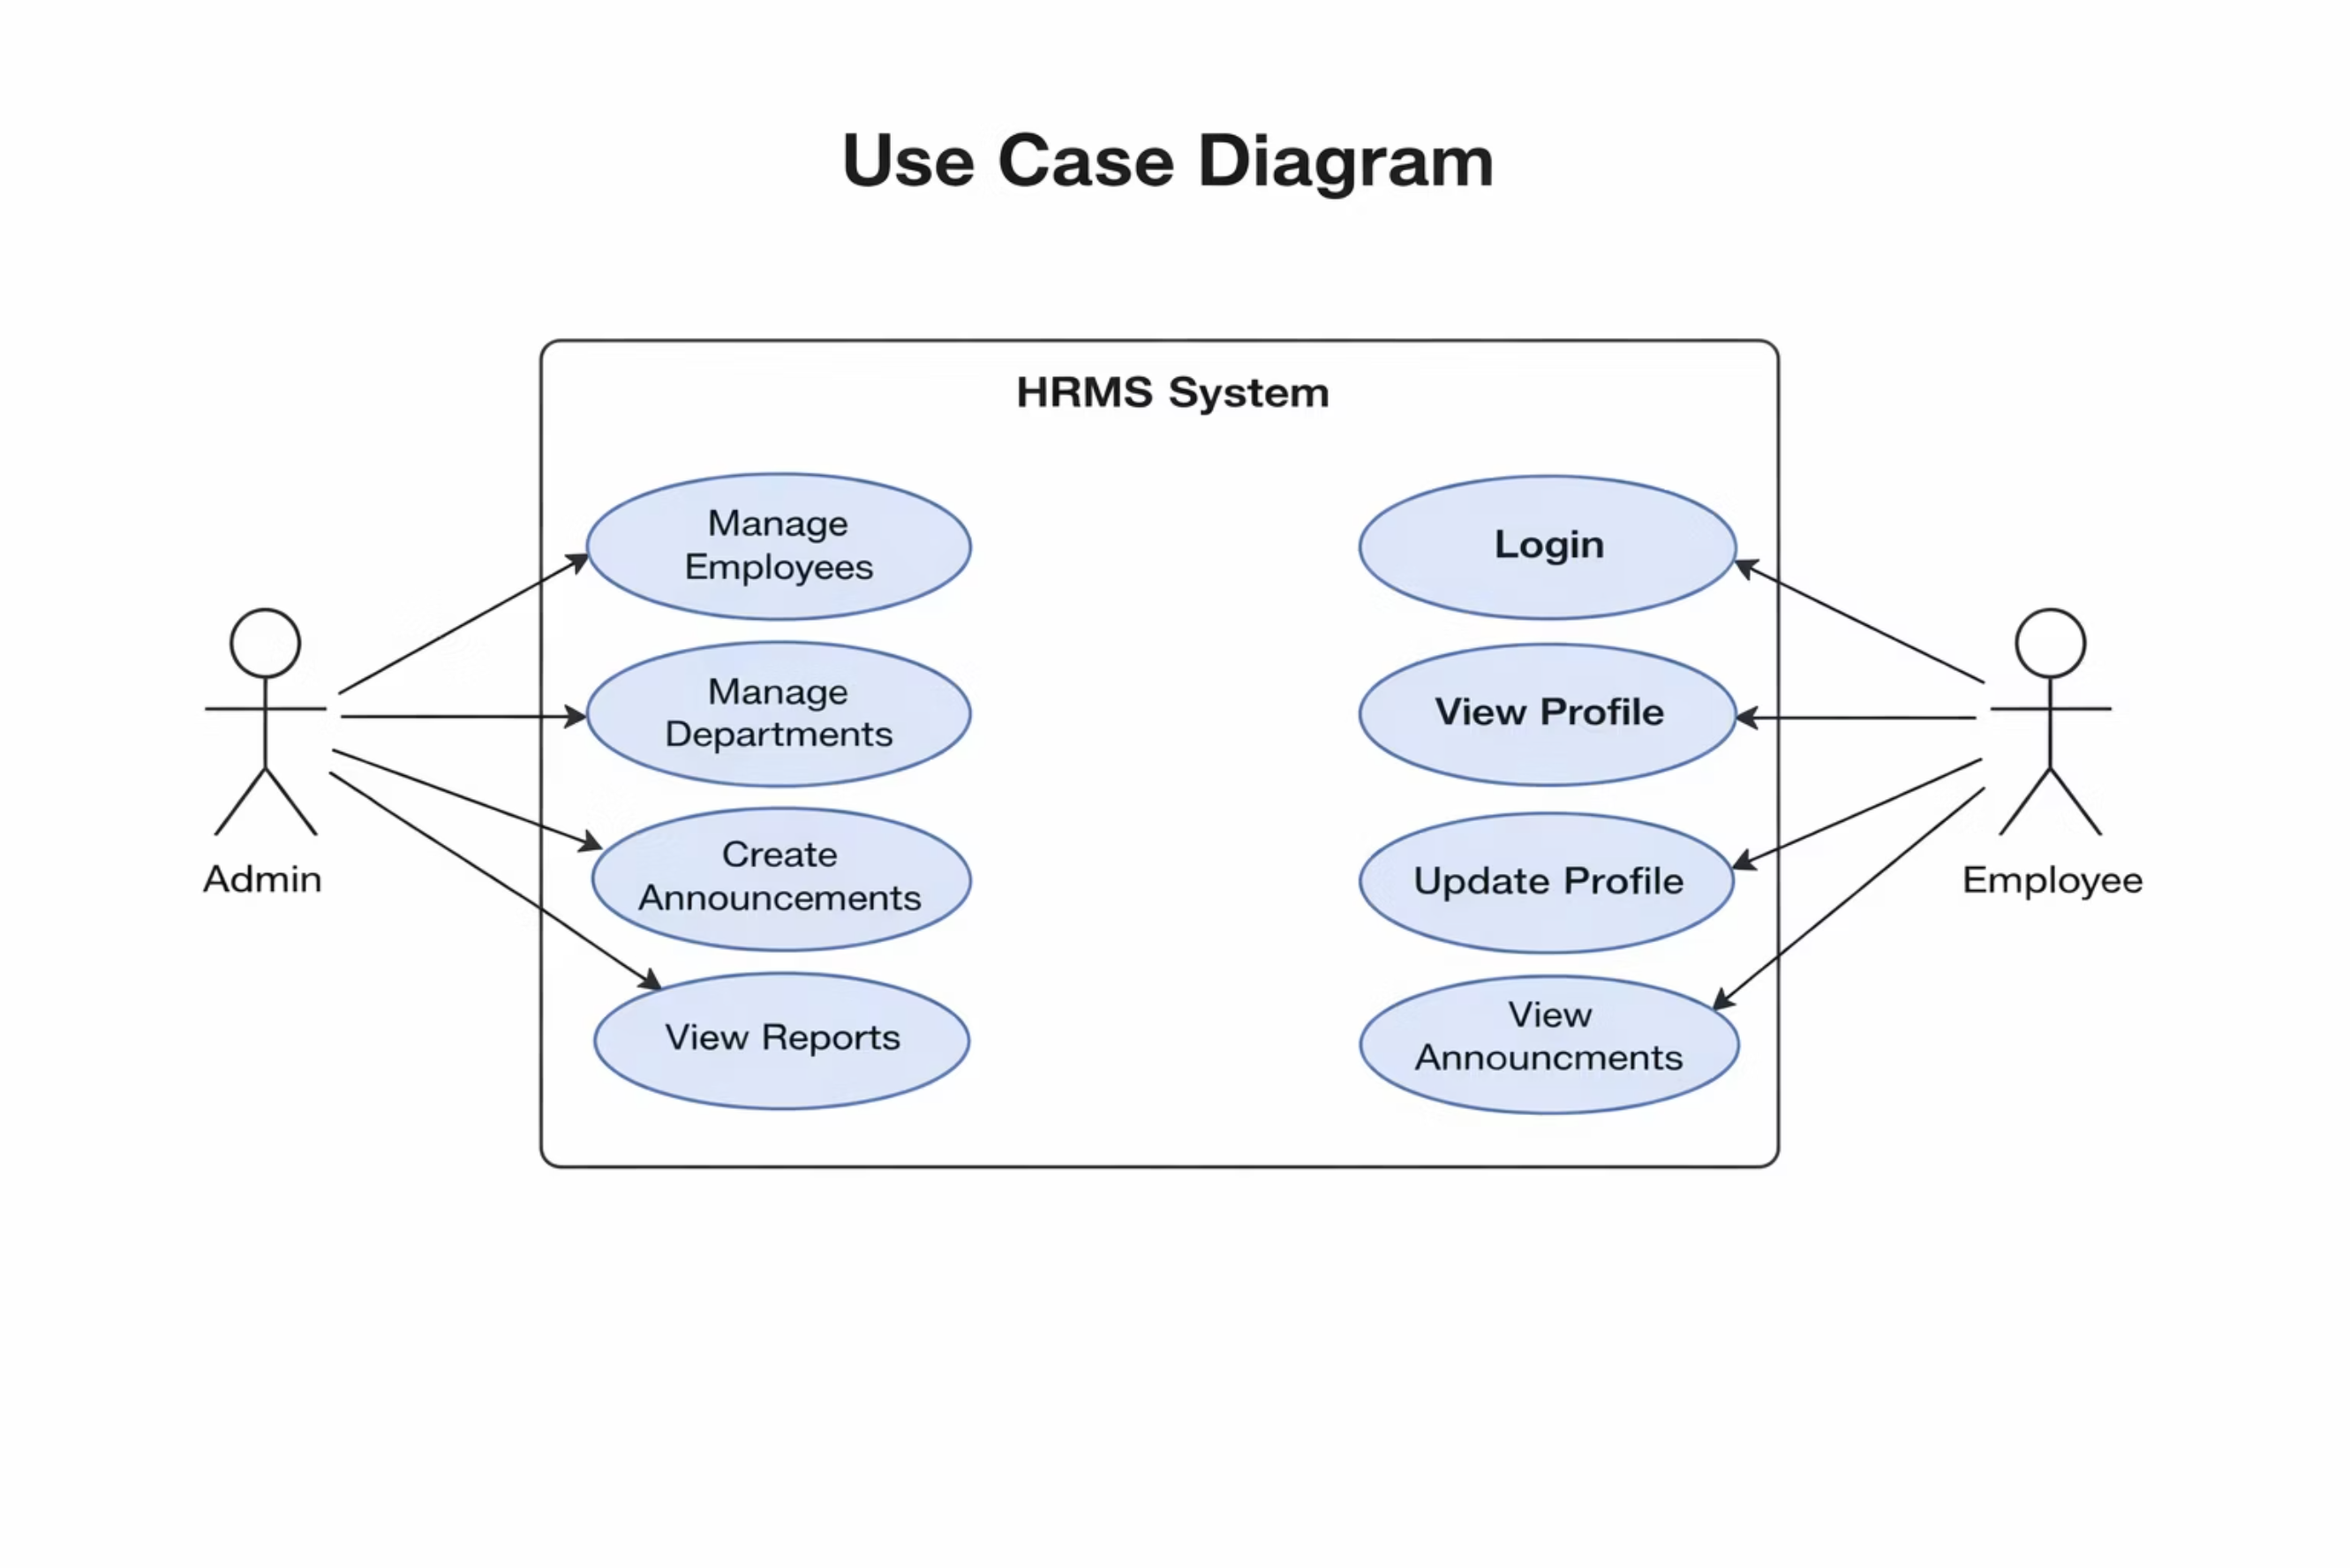 Use Case Diagram
HRMS System
Manage
Employees
Manage
Departments
Create
Announcements
View Reports
Login
View Profile
Update Profile
View
Announcments
Admin
Employee